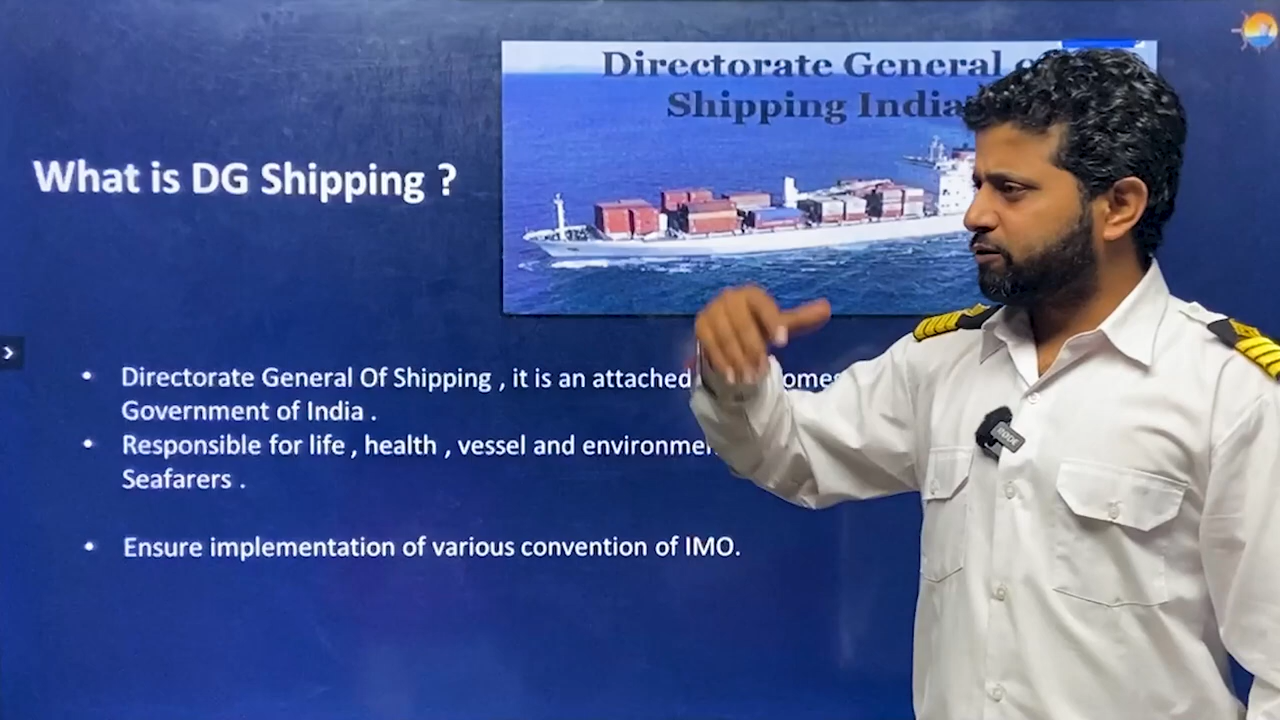 Directorate General
Shipping India
What is DG Shipping ?
• Directorate General Of Shipping , it is an attached
Government of India .
• Responsible for life , health , vessel and
Seafarers .
• Ensure implementation of various convention of IMO.
RODE